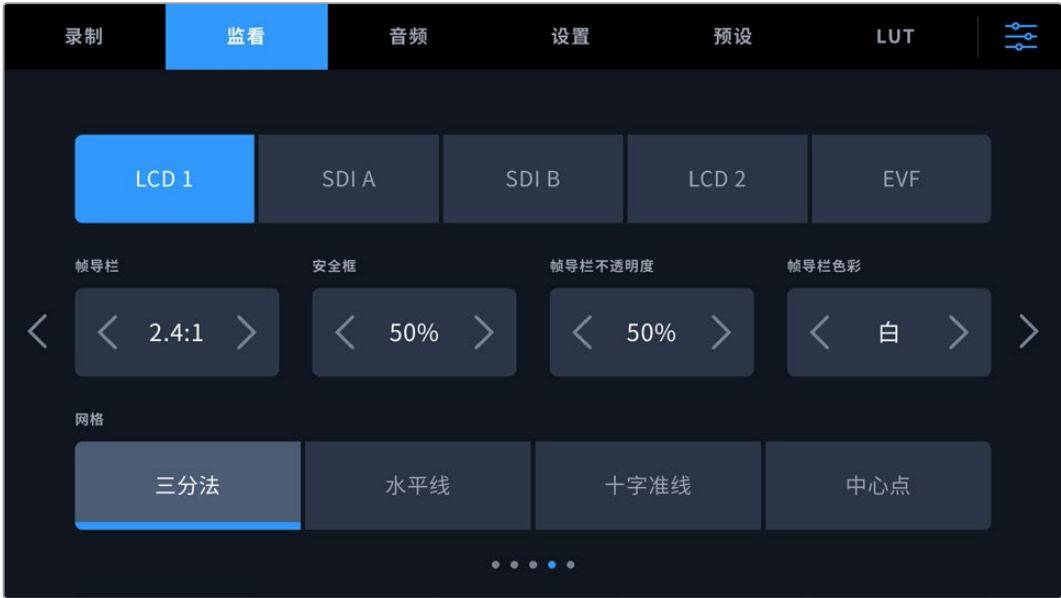 录制 监看 音频 设置 预设 LUT
LCD 1 SDI A SDI B LCD 2 EVF
帧导栏 安全框 帧导栏不透明度 帧导栏色彩
2.4:1 50% 50% 白
网格
三分法 水平线 十字准线 中心点